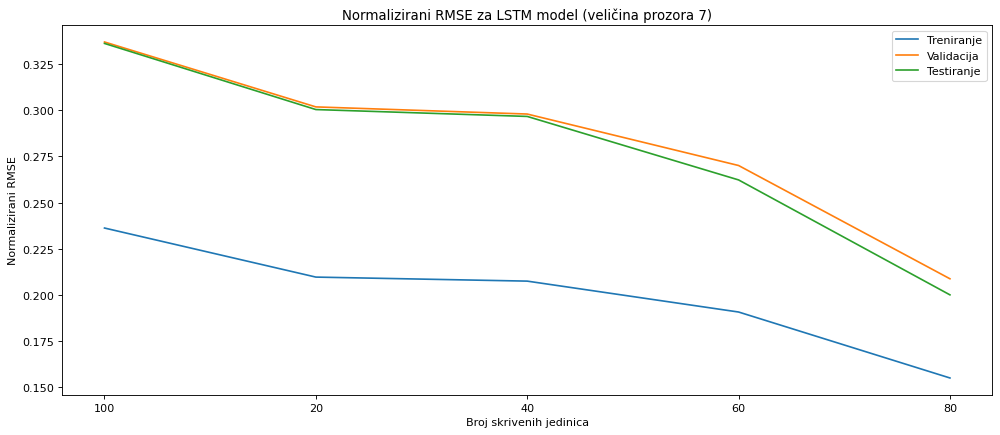 Normalizirani RMSE za LSTM model (veličina prozora 7)
Treniranje
Validacija
Testiranje
Normalizirani RMSE
0.325
0.300
0.275
0.250
0.225
0.200
0.175
0.150
100 20 40 60 80
Broj skrivenih jedinica